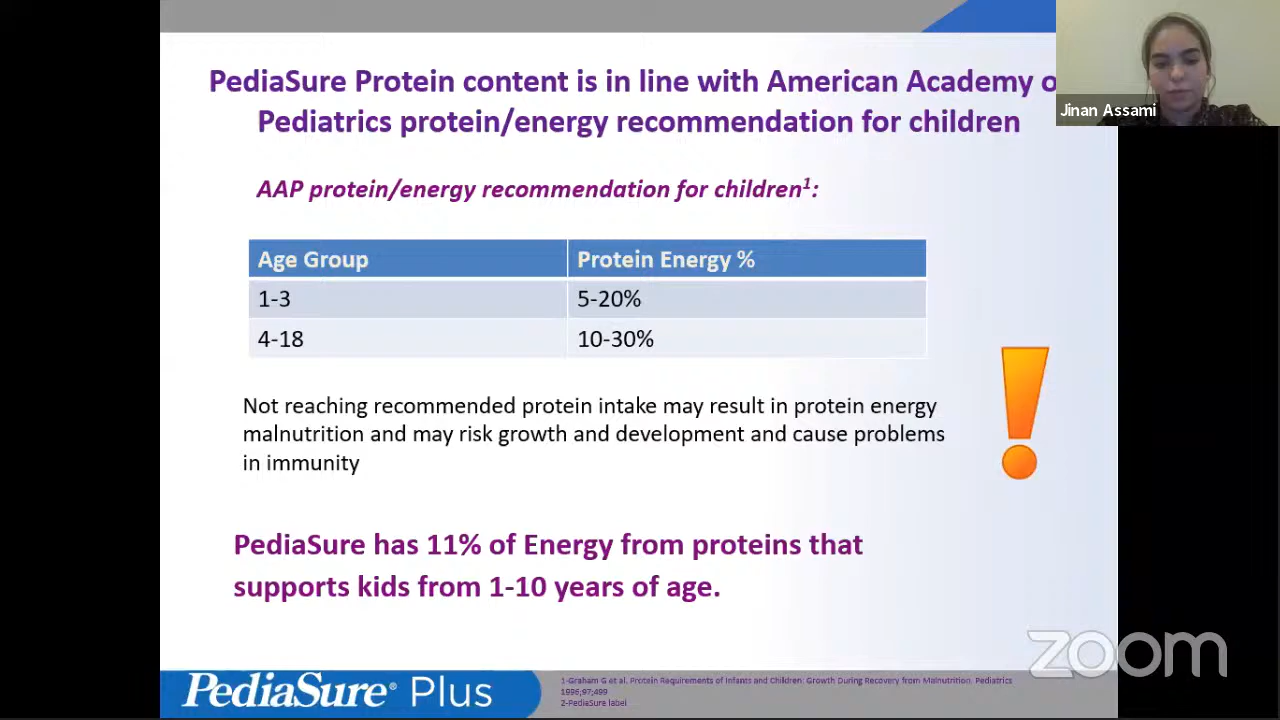 PediaSure Protein content is in line with American Academy o
Pediatrics protein/energy recommendation for children
Jinan Assami
AAP protein/energy recommendation for children1:
Age Group Protein Energy %
1-3 5-20%
4-18 10-30%
Not reaching recommended protein intake may result in protein energy
malnutrition and may risk growth and development and cause problems
in immunity
PediaSure has 11% of Energy from proteins that
supports kids from 1-10 years of age.
zoom
PediaSure® Plus
1-Graham G et al. Protein Requirements of Infants and Children: Growth During Recovery from Malnutrition. Pediatrics
1996;97;499
2-PediaSure label